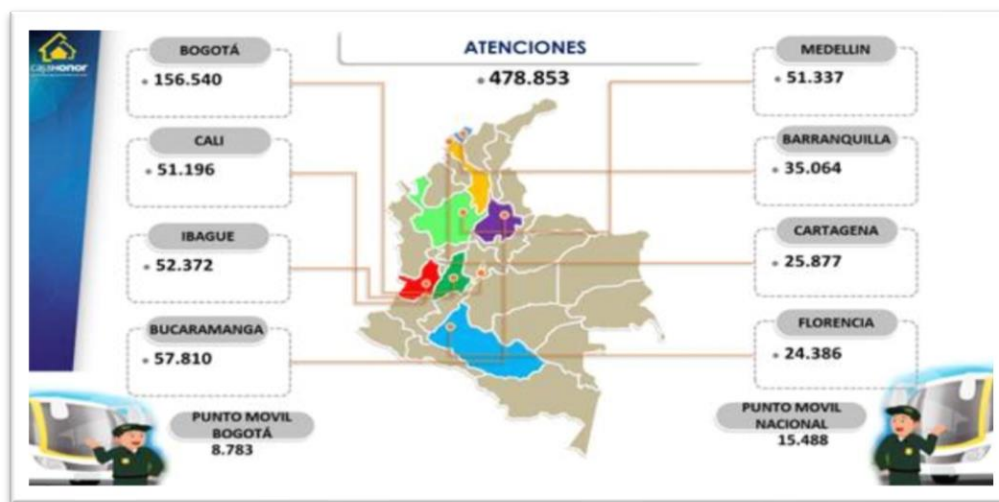 CAJAHONOR
ATENCIONES
• 478.853
BOGOTÁ
• 156.540
CALI
• 51.196
IBAGUE
• 52.372
BUCARAMANGA
• 57.810
PUNTO MOVIL
BOGOTÁ
8.783
MEDELLIN
• 51.337
BARRANQUILLA
• 35.064
CARTAGENA
• 25.877
FLORENCIA
• 24.386
PUNTO MOVIL
NACIONAL
15.488